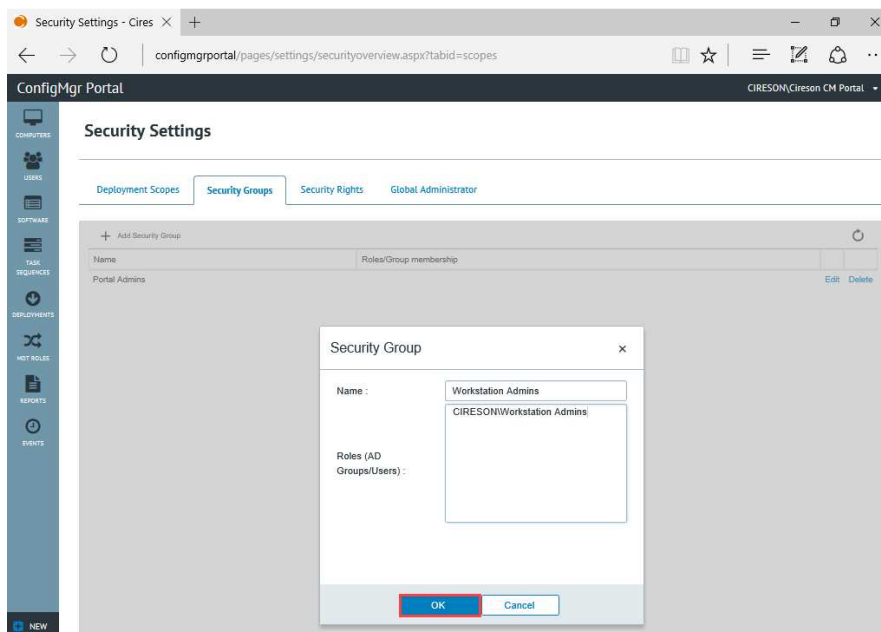 Security Settings - Cires
configmgrportal/pages/settings/securityoverview.aspx?tabid=scopes
ConfigMgr Portal
CIRESON\Cireson CM Portal
COMPUTERS
USERS
SOFTWARE
TASK
SEQUENCES
DEPLOYMENTS
MDT ROLES
REPORTS
EVENTS
NEW
Security Settings
Deployment Scopes Security Groups Security Rights Global Administrator
Add Security Group
Name Roles/Group membership
Portal Admins Edit Delete
Security Group
Name : Workstation Admins
CIRESON\Workstation Admins
Roles (AD
Groups/Users) :
OK Cancel